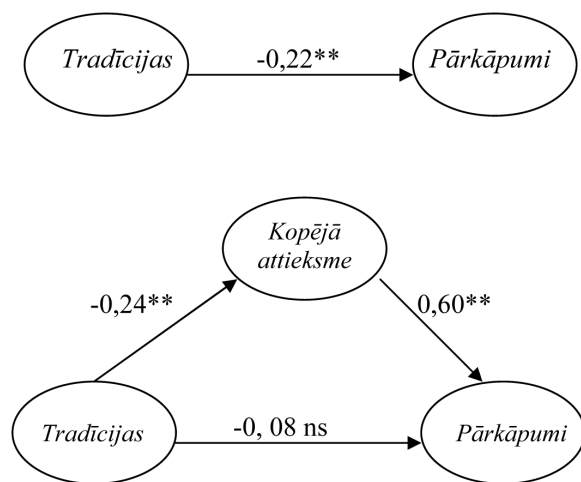 Tradīcijas
-0,22**
Pārkāpumi
Kopējā
attieksme
-0,24**
0,60**
Tradīcijas
-0, 08 ns
Pārkāpumi